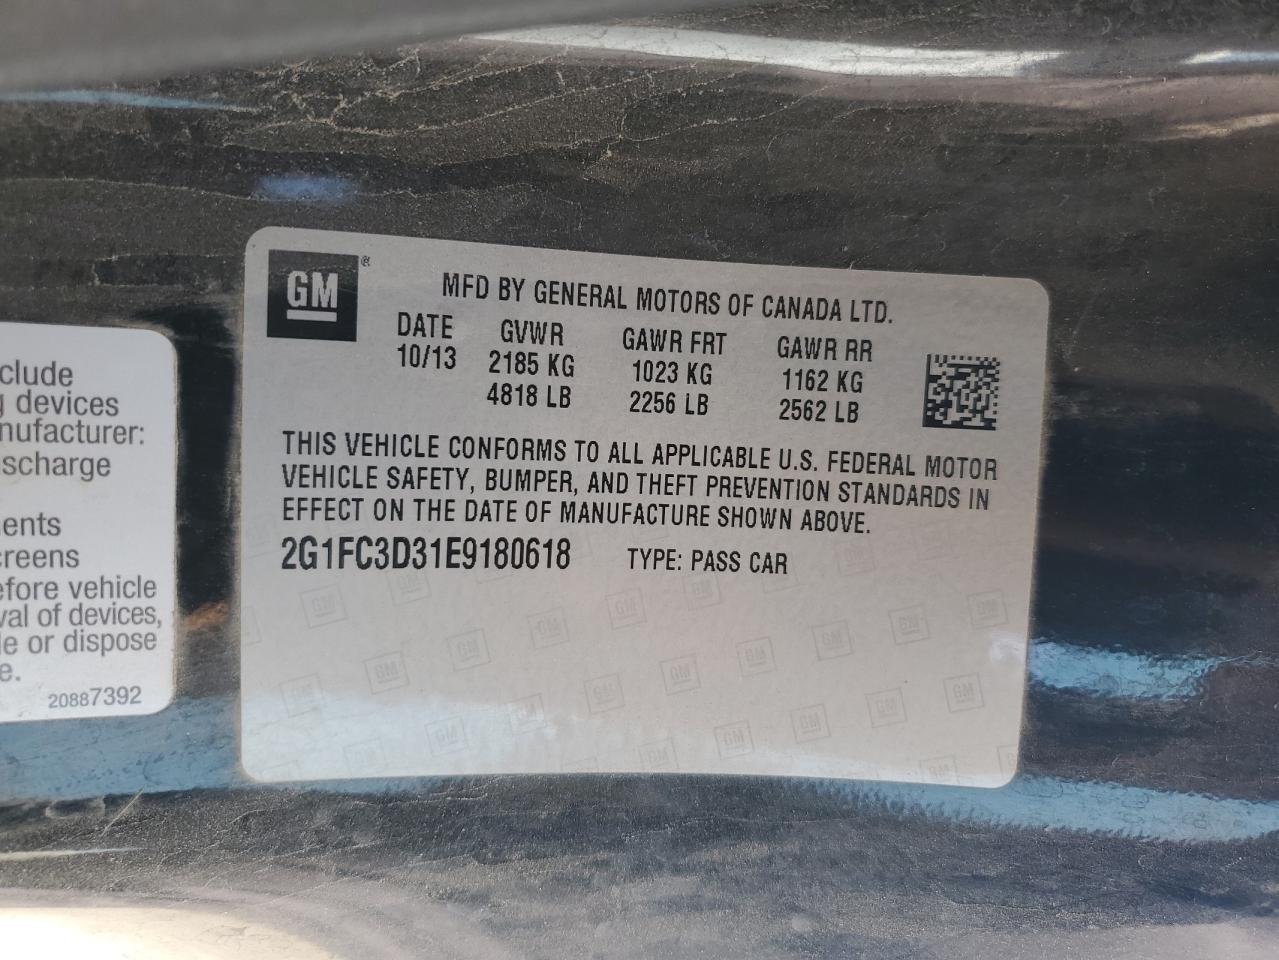 GM
MFD BY GENERAL MOTORS OF CANADA LTD.
DATE GVWR GAWR FRT GAWR RR
10/13 2185 KG 1023 KG 1162 KG
4818 LB 2256 LB 2562 LB
THIS VEHICLE CONFORMS TO ALL APPLICABLE U.S. FEDERAL MOTOR
VEHICLE SAFETY, BUMPER, AND THEFT PREVENTION STANDARDS IN
EFFECT ON THE DATE OF MANUFACTURE SHOWN ABOVE.
2G1FC3D31E9180618 TYPE: PASS CAR
clude
devices
nufacturer:
scharge
ents
creens
efore vehicle
val of devices,
le or dispose
e.
20887392